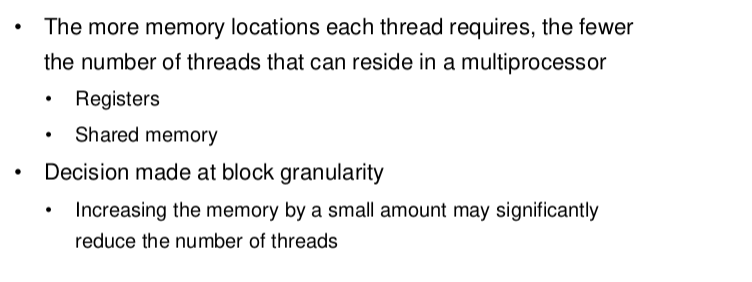 • The more memory locations each thread requires, the fewer
the number of threads that can reside in a multiprocessor
• Registers
• Shared memory
• Decision made at block granularity
• Increasing the memory by a small amount may significantly
reduce the number of threads